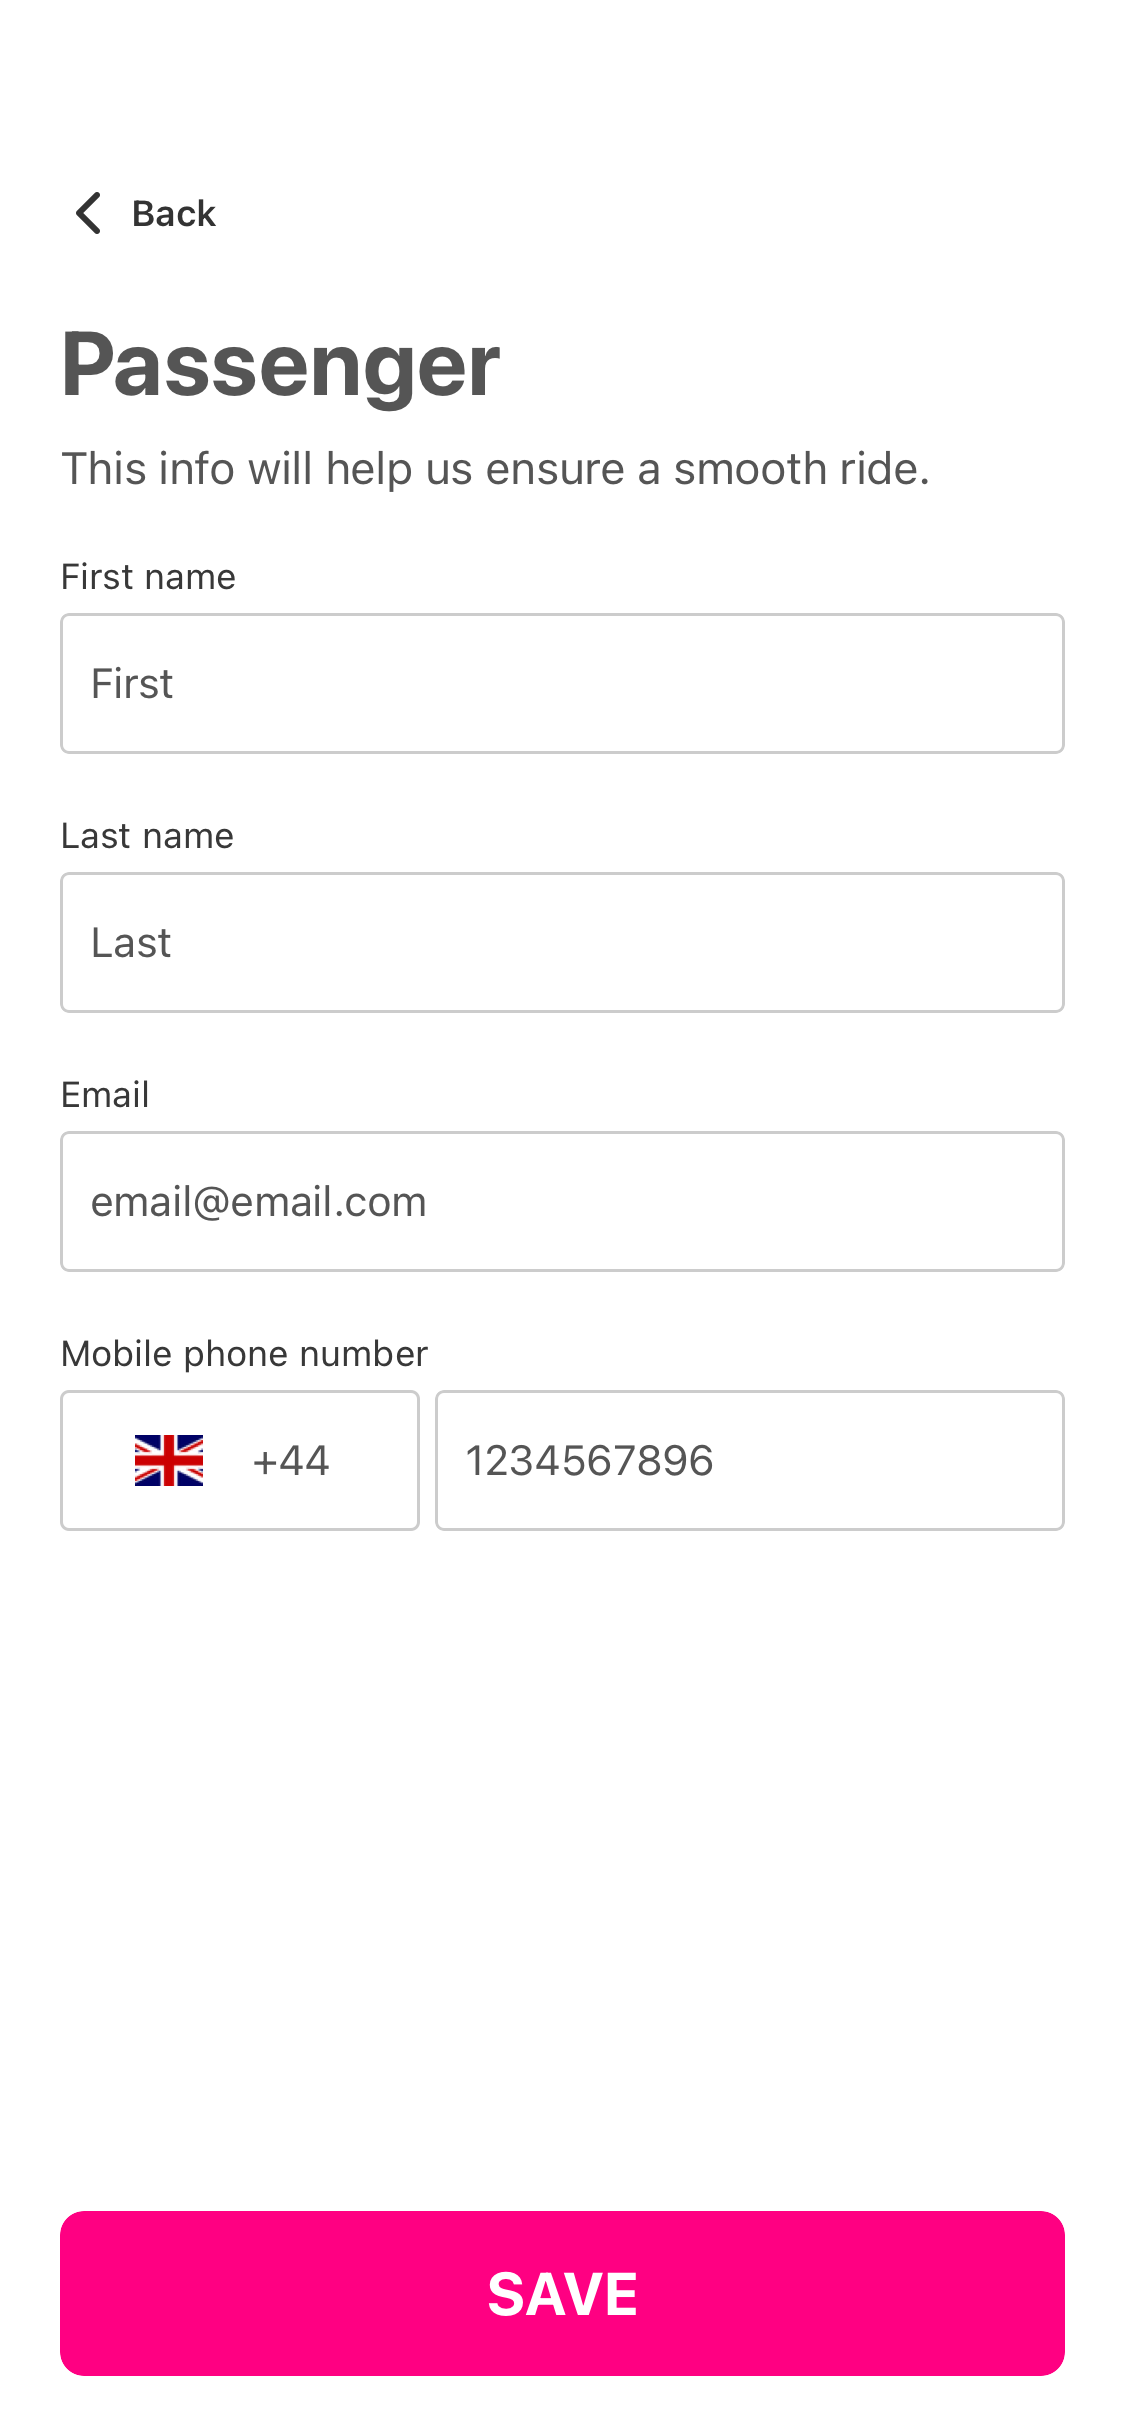 Back
Passenger
This info will help us ensure a smooth ride.
First name
First
Last name
Last
Email
email@email.com
Mobile phone number
+44 1234567896
SAVE